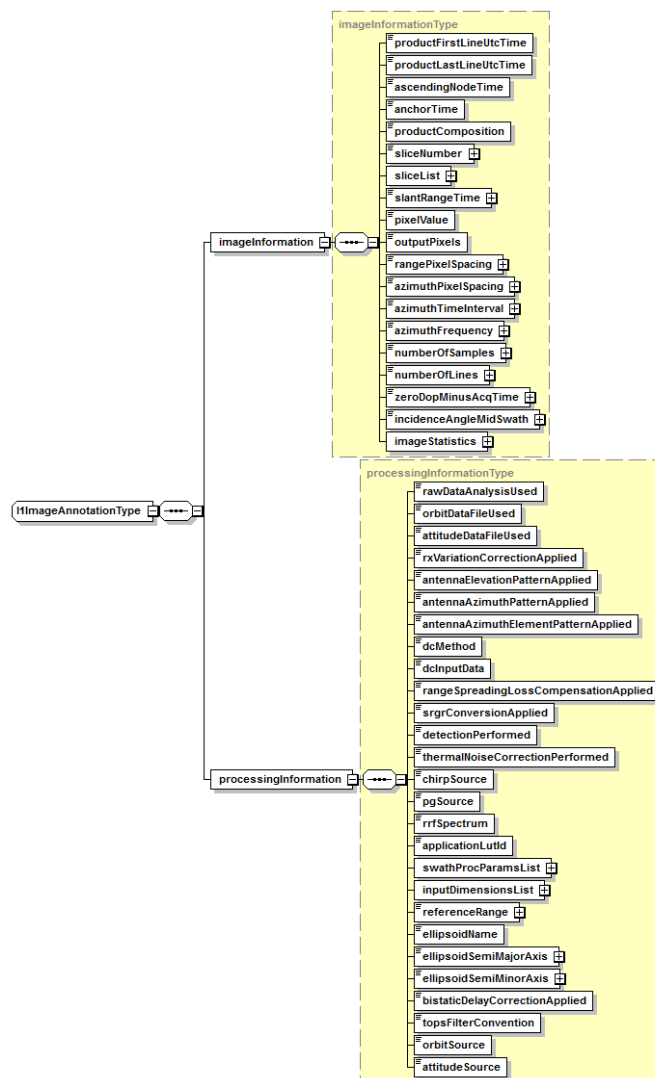 imageInformationType
productFirstLineUtcTime
productLastLineUtcTime
ascendingNodeTime
anchorTime
productComposition
sliceNumber
sliceList
slantRangeTime
pixelValue
imageInformation
outputPixels
rangePixelSpacing
azimuthPixelSpacing
azimuthTimeInterval
azimuthFrequency
numberOfSamples
numberOfLines
zeroDopMinusAcqTime
incidenceAngleMidSwath
imageStatistics
processingInformationType
rawDataAnalysisUsed
l1ImageAnnotationType
orbitDataFileUsed
attitudeDataFileUsed
rxVariationCorrectionApplied
antennaElevationPatternApplied
antennaAzimuthPatternApplied
antennaAzimuthElementPatternApplied
dcMethod
dcInputData
rangeSpreadingLossCompensationApplied
srgrConversionApplied
detectionPerformed
thermalNoiseCorrectionPerformed
processingInformation
chirpSource
pgSource
rrfSpectrum
applicationLutId
swathProcParamsList
inputDimensionsList
referenceRange
ellipsoidName
ellipsoidSemiMajorAxis
ellipsoidSemiMinorAxis
bistaticDelayCorrectionApplied
topsFilterConvention
orbitSource
attitudeSource